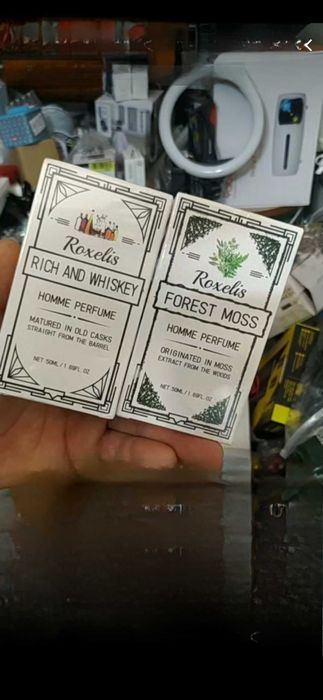 Roxelis
RICH AND WHISKEY
HOMME PERFUME
MATURED IN OLD CASKS
STRAIGHT FROM THE BARREL
NET 50ML/1.69FL.OZ
Roxelis
FOREST MOSS
HOMME PERFUME
ORIGINATED IN MOSS
EXTRACT FROM THE WOODS
NET 50ML/1.69FL.OZ